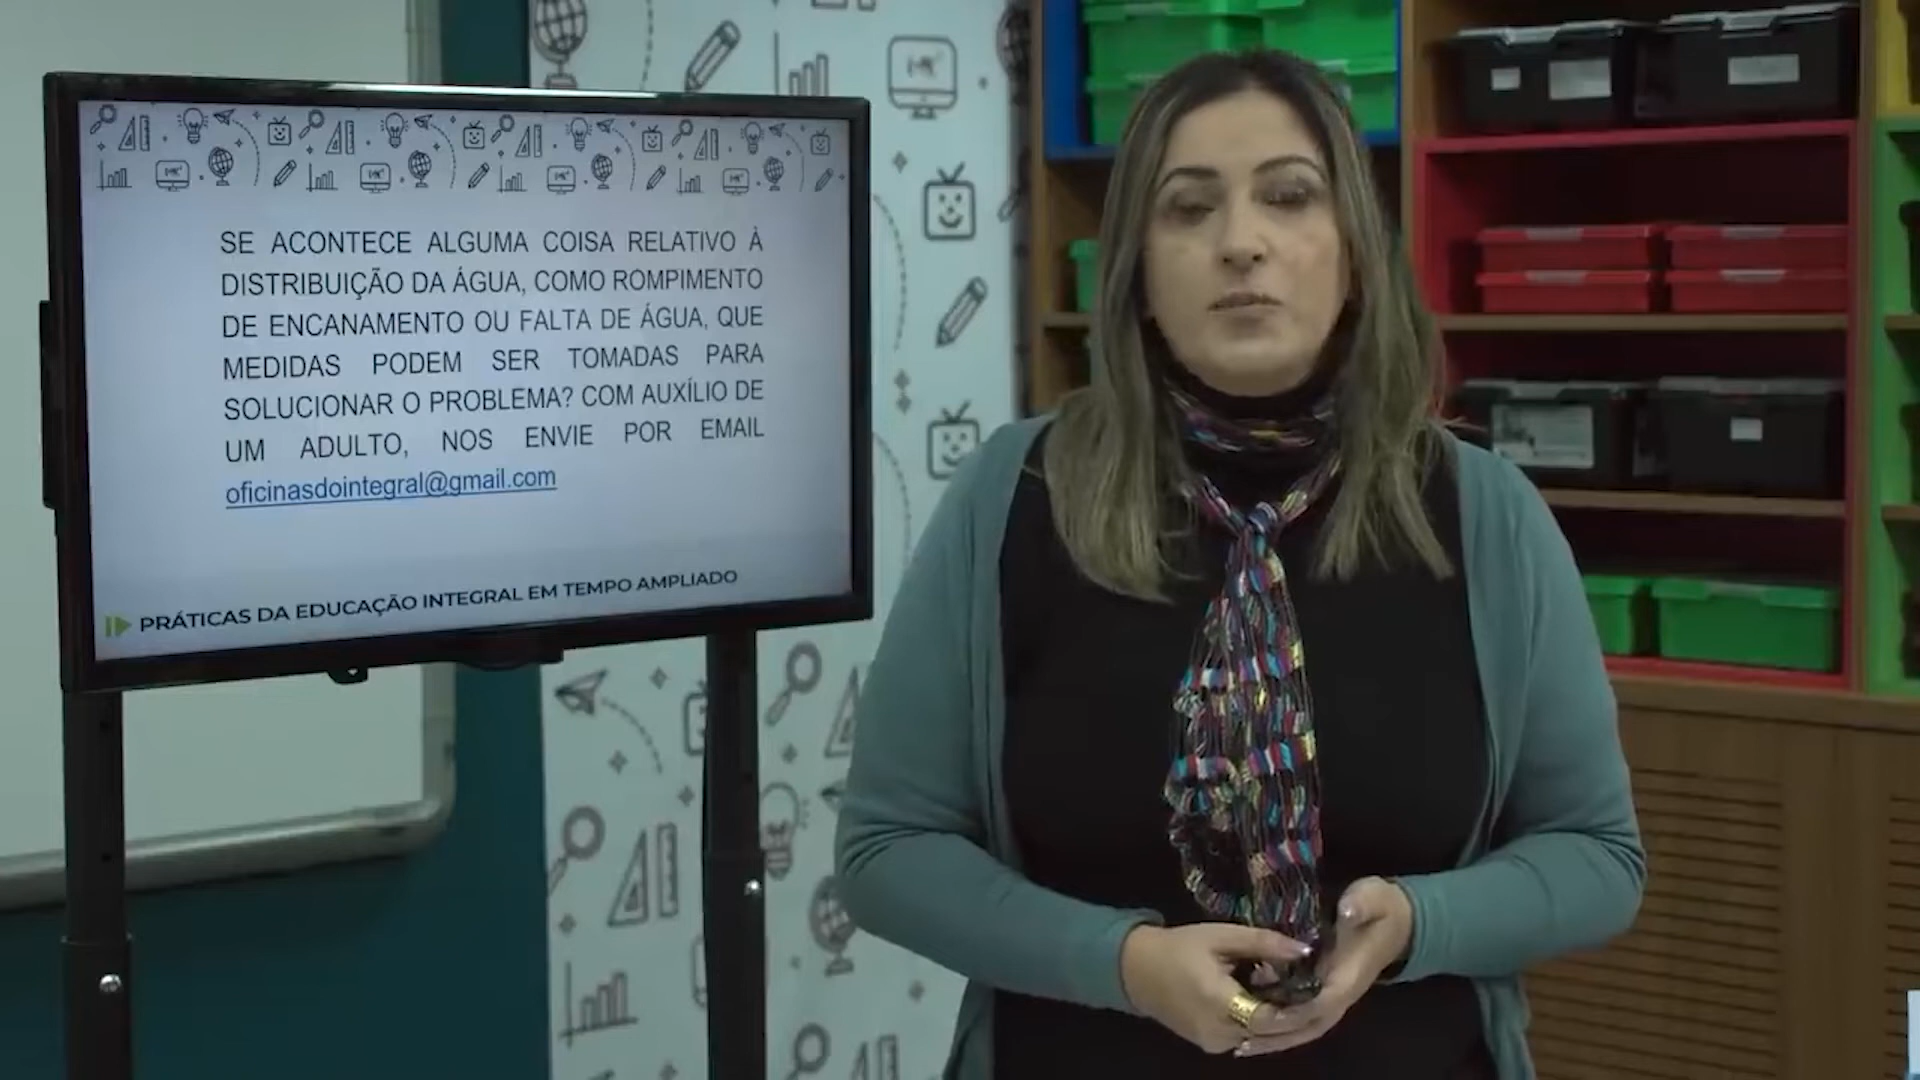 SE ACONTECE ALGUMA COISA RELATIVO À
DISTRIBUIÇÃO DA ÁGUA, COMO ROMPIMENTO
DE ENCANAMENTO OU FALTA DE ÁGUA, QUE
MEDIDAS PODEM SER TOMADAS PARA
SOLUCIONAR O PROBLEMA? COM AUXÍLIO DE
UM ADULTO, NOS ENVIE POR EMAIL
oficinasdointegral@gmail.com
PRÁTICAS DA EDUCAÇÃO INTEGRAL EM TEMPO AMPLIADO